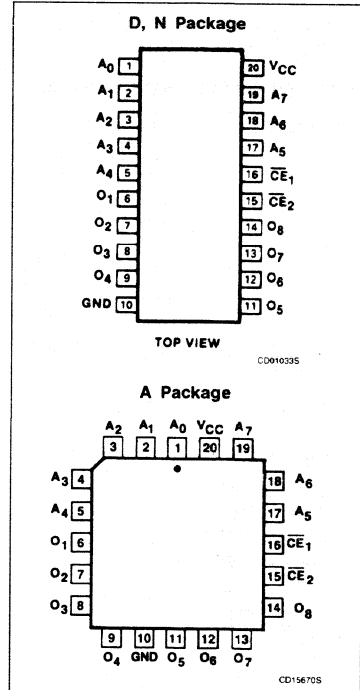 D, N Package
A0 1 20 VCC
A1 2 19 A7
A2 3 18 A6
A3 4 17 A5
A4 5 16 C̅E̅1
O1 6 15 C̅E̅2
O2 7 14 O8
O3 8 13 O7
O4 9 12 O6
GND 10 11 O5
TOP VIEW
CD01033S
A Package
A2 A1 A0 VCC A7
3 2 1 20 19
A3 4 18 A6
A4 5 17 A5
O1 6 16 C̅E̅1
O2 7 15 C̅E̅2
O3 8 14 O8
9 10 11 12 13
O4 GND O5 O6 O7
CD15670S